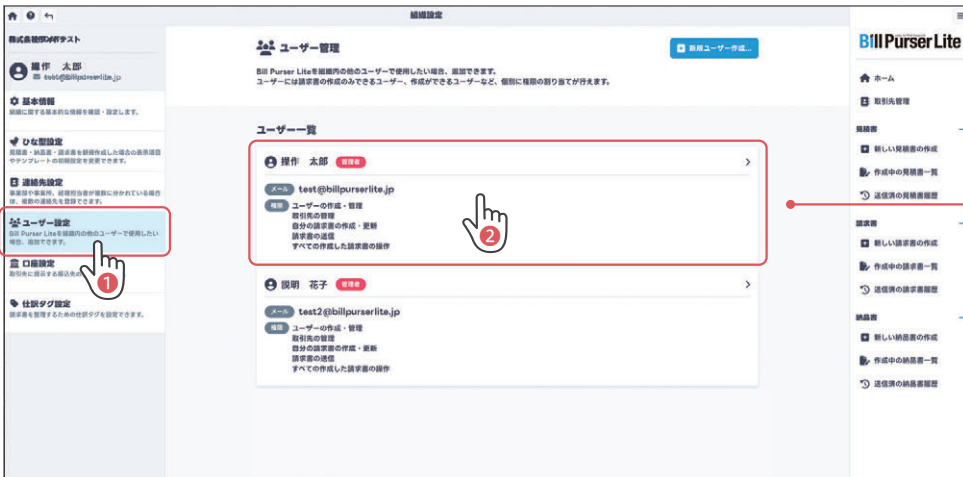 組織設定
ユーザー管理
新規ユーザー作成...
Bill Purser Liteを組織内の他のユーザーで使用したい場合、追加できます。
ユーザーには請求書の作成のみできるユーザー、作成ができるユーザーなど、個別に権限の割り当てが行えます。
操作 太郎
test@billpurserlite.jp
基本情報
組織に関する基本的な情報を確認・設定します。
ひな型設定
見積書・納品書・請求書を新規作成した場合の表示項目
やテンプレートの初期設定を変更できます。
連絡先設定
事業部や事業所、経理担当者が複数に分かれている場合
は、複数の連絡先を登録できます。
ユーザー設定
Bill Purser Liteを組織内の他のユーザーで使用したい
場合、追加できます。
1
口座設定
取引先に提示する振込先の
仕訳タグ設定
請求書を整理するための仕訳タグを設定できます。
ユーザー一覧
操作 太郎 管理者
メール test@billpurserlite.jp
権限 ユーザーの作成・管理
取引先の管理
自分の請求書の作成・更新
請求書の送信
すべての作成した請求書の操作
2
説明 花子 管理者
メール test2@billpurserlite.jp
権限 ユーザーの作成・管理
取引先の管理
自分の請求書の作成・更新
請求書の送信
すべての作成した請求書の操作
Bill Purser Lite
ホーム
取引先管理
見積書
新しい見積書の作成
作成中の見積書一覧
送信済の見積書履歴
請求書
新しい請求書の作成
作成中の請求書一覧
送信済の請求書履歴
納品書
新しい納品書の作成
作成中の納品書一覧
送信済の納品書履歴